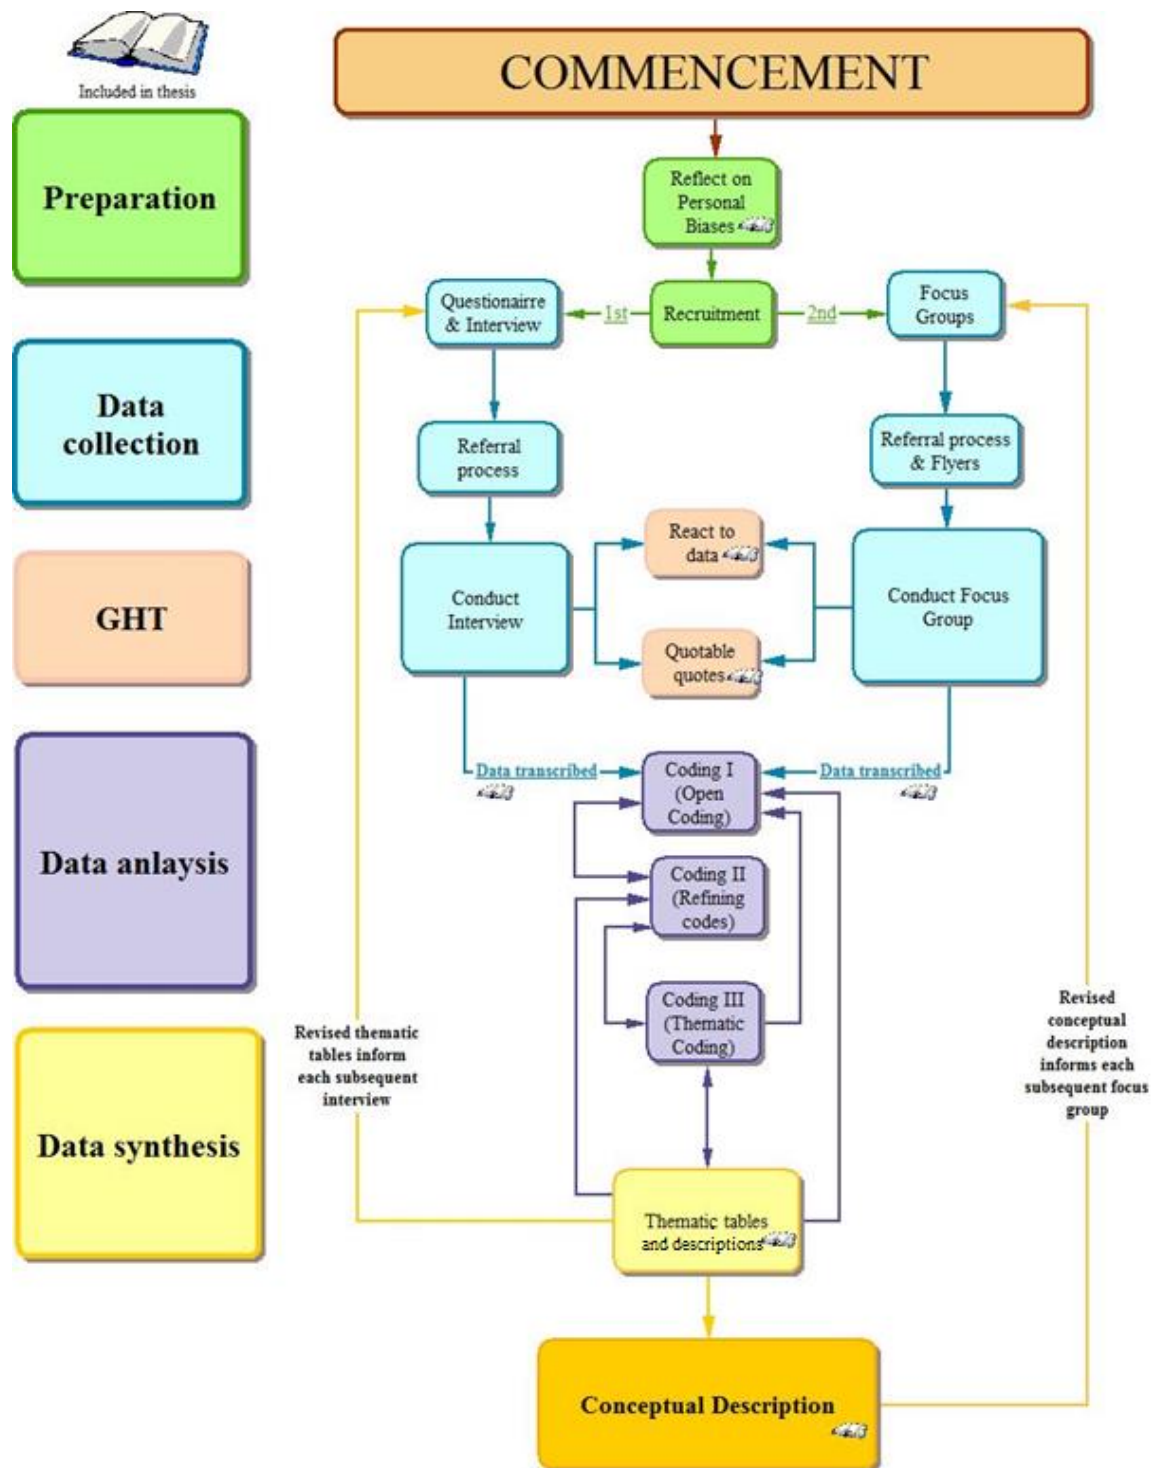 Included in thesis
COMMENCEMENT
Preparation
Reflect on
Personal
Biases
Questionairre
& Interview
1st
Recruitment
2nd
Focus
Groups
Data
collection
Referral
process
Referral process
& Flyers
GHT
React to
data
Conduct
Interview
Conduct Focus
Group
Quotable
quotes
Data anlaysis
Data transcribed
Coding I
(Open
Coding)
Data transcribed
Coding II
(Refining
codes)
Coding III
(Thematic
Coding)
Revised thematic
tables inform
each subsequent
interview
Revised
conceptual
description
informs each
subsequent focus
group
Data synthesis
Thematic tables
and descriptions
Conceptual Description